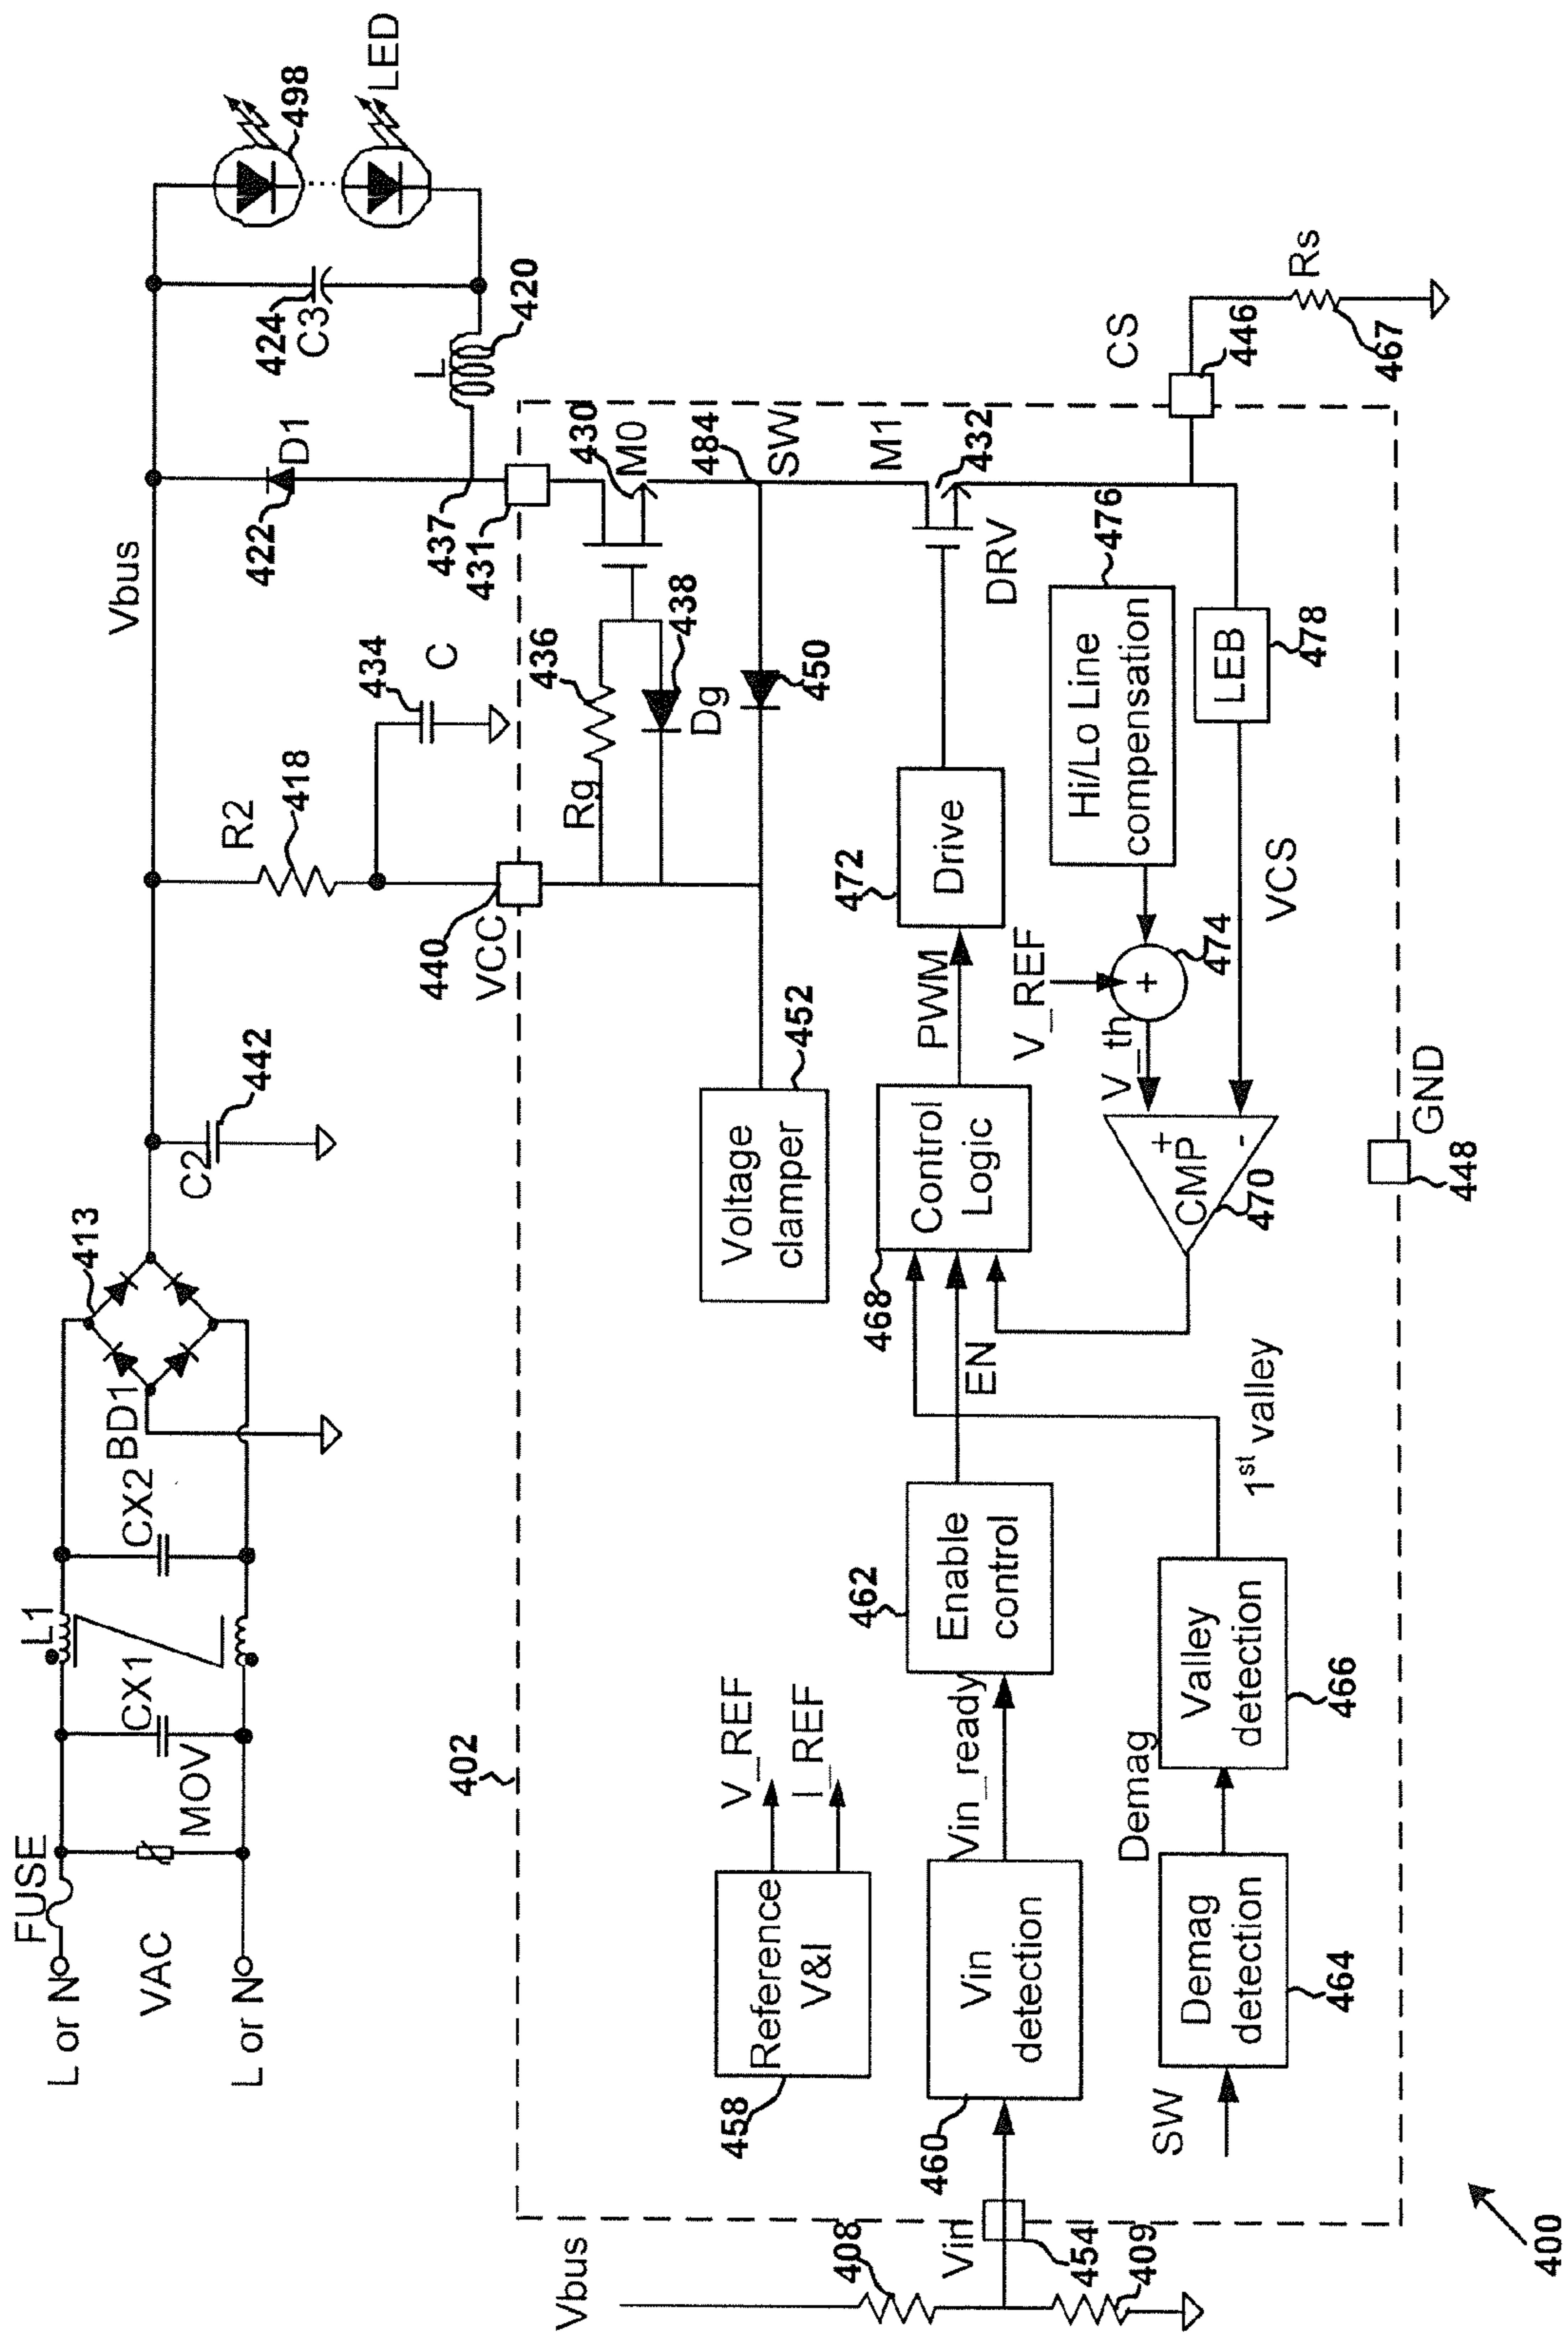 L or N
FUSE
VAC
L or N
MOV
CX1
L1
CX2
BD1
413
C2
442
Vbus
R2
418
434
C
422
D1
437
431
L
420
424
C3
498
LED
440
VCC
402
Rg
436
438
Dg
430
M0
484
SW
450
Voltage
clamper
452
Reference
V&I
458
V_REF
I_REF
Vbus
408
Vin
454
409
460
Vin
detection
Vin_ready
462
Enable
control
EN
468
Control
Logic
PWM
472
Drive
DRV
M1
432
V_REF
V_th
+
474
Hi/Lo Line
compensation
476
SW
Demag
detection
464
Demag
Valley
detection
466
1st valley
+
CMP
-
470
VCS
LEB
478
CS
446
Rs
467
GND
448
400